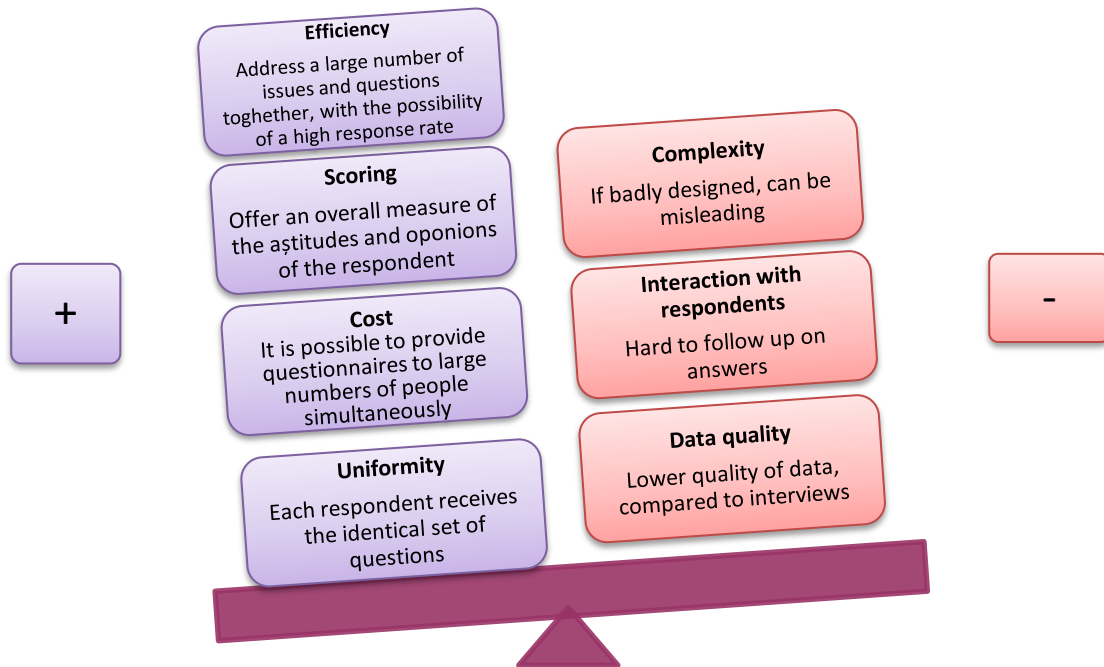 +
Efficiency
Address a large number of
issues and questions
toghether, with the possibility
of a high response rate
Scoring
Offer an overall measure of
the aștitudes and oponions
of the respondent
Cost
It is possible to provide
questionnaires to large
numbers of people
simultaneously
Uniformity
Each respondent receives
the identical set of
questions
Complexity
If badly designed, can be
misleading
Interaction with
respondents
Hard to follow up on
answers
Data quality
Lower quality of data,
compared to interviews
-